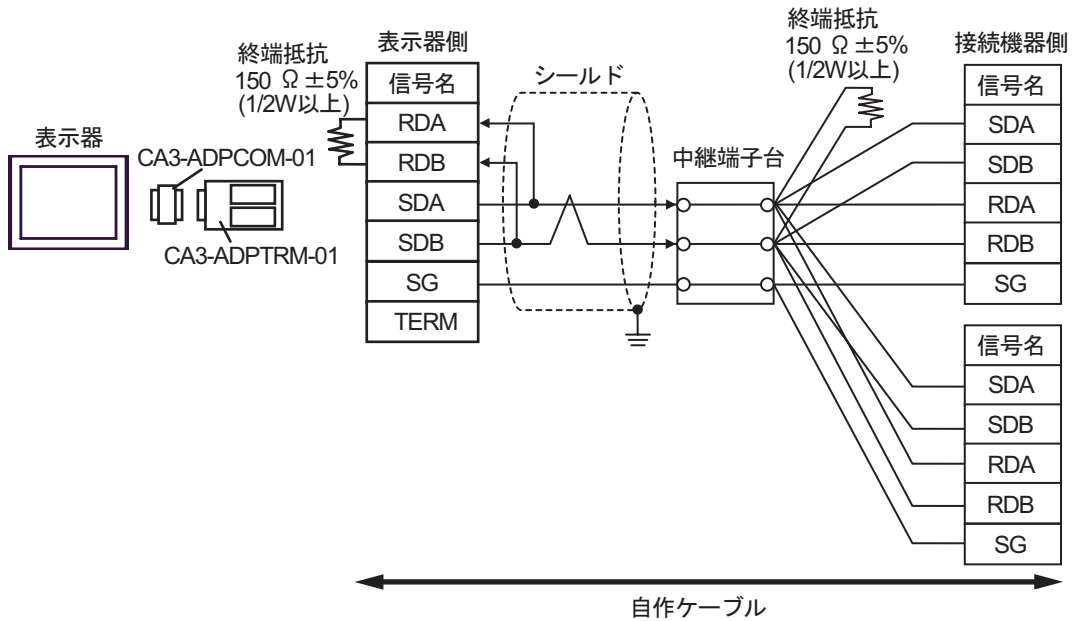 終端抵抗
150 Ω ±5%
(1/2W以上)
表示器側
信号名
RDA
RDB
SDA
SDB
SG
TERM
シールド
終端抵抗
150 Ω ±5%
(1/2W以上)
接続機器側
信号名
SDA
SDB
RDA
RDB
SG
表示器
CA3-ADPCOM-01
CA3-ADPTRM-01
中継端子台
信号名
SDA
SDB
RDA
RDB
SG
自作ケーブル